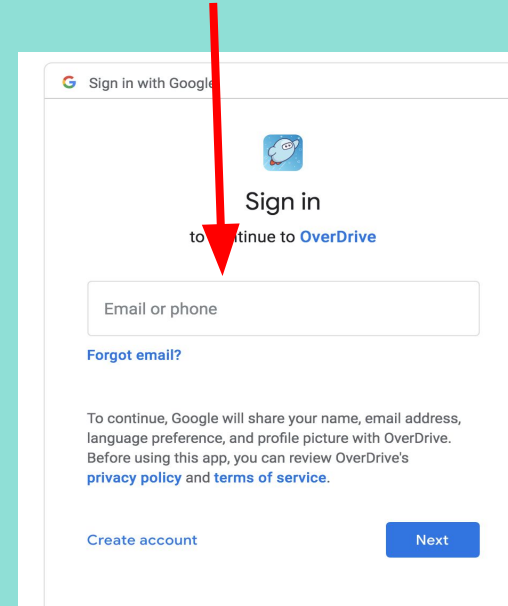 Sign in with Google
Sign in
to continue to OverDrive
Email or phone
Forgot email?
To continue, Google will share your name, email address,
language preference, and profile picture with OverDrive.
Before using this app, you can review OverDrive's
privacy policy and terms of service.
Create account
Next